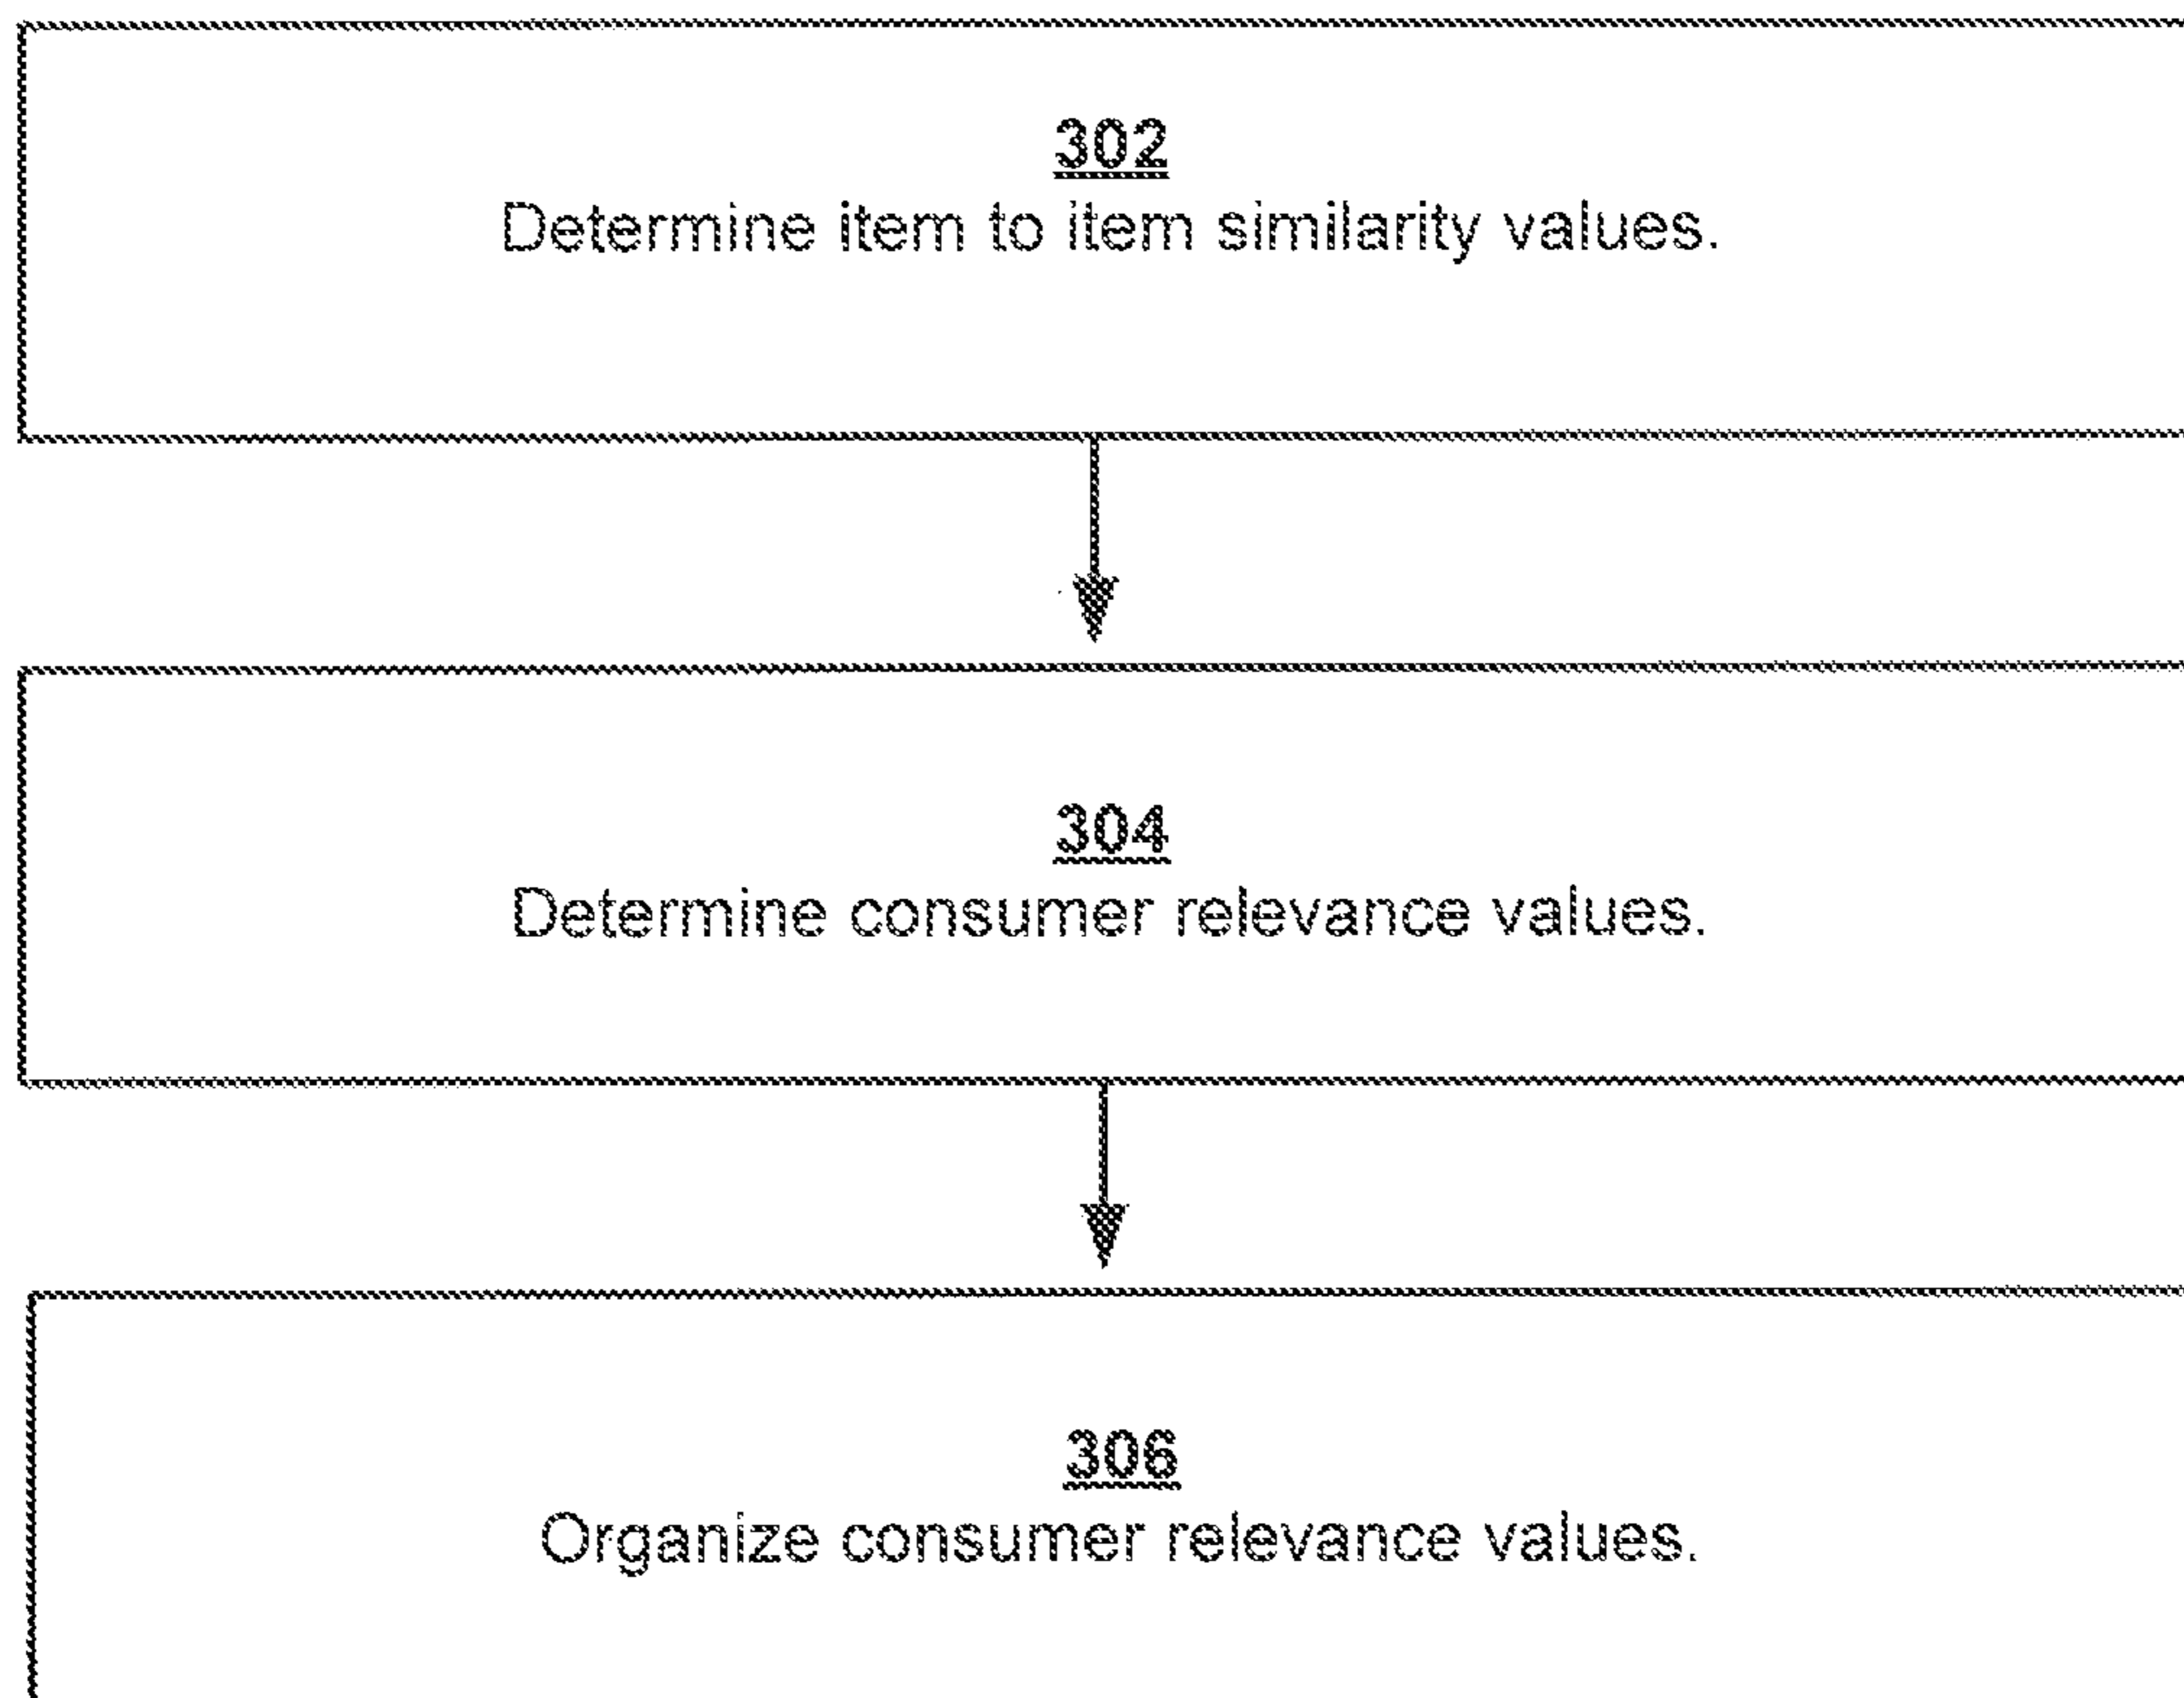 302
Determine item to item similarity values.
304
Determine consumer relevance values.
306
Organize consumer relevance values.